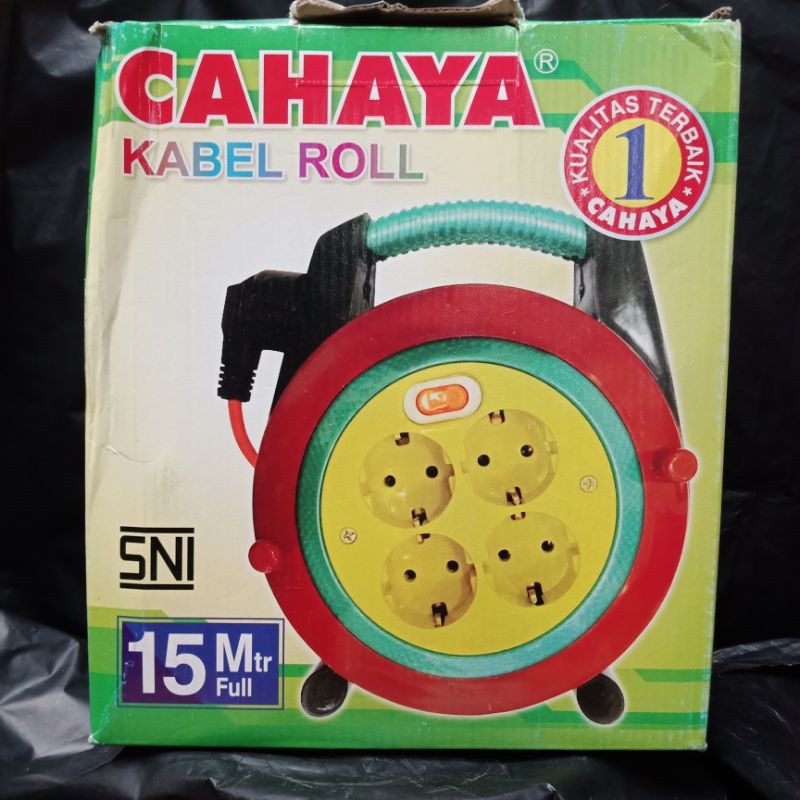 CAHAYA®
KABEL ROLL
KUALITAS TERBAIK
1
* CAHAYA *
SNI
15 Mtr
Full